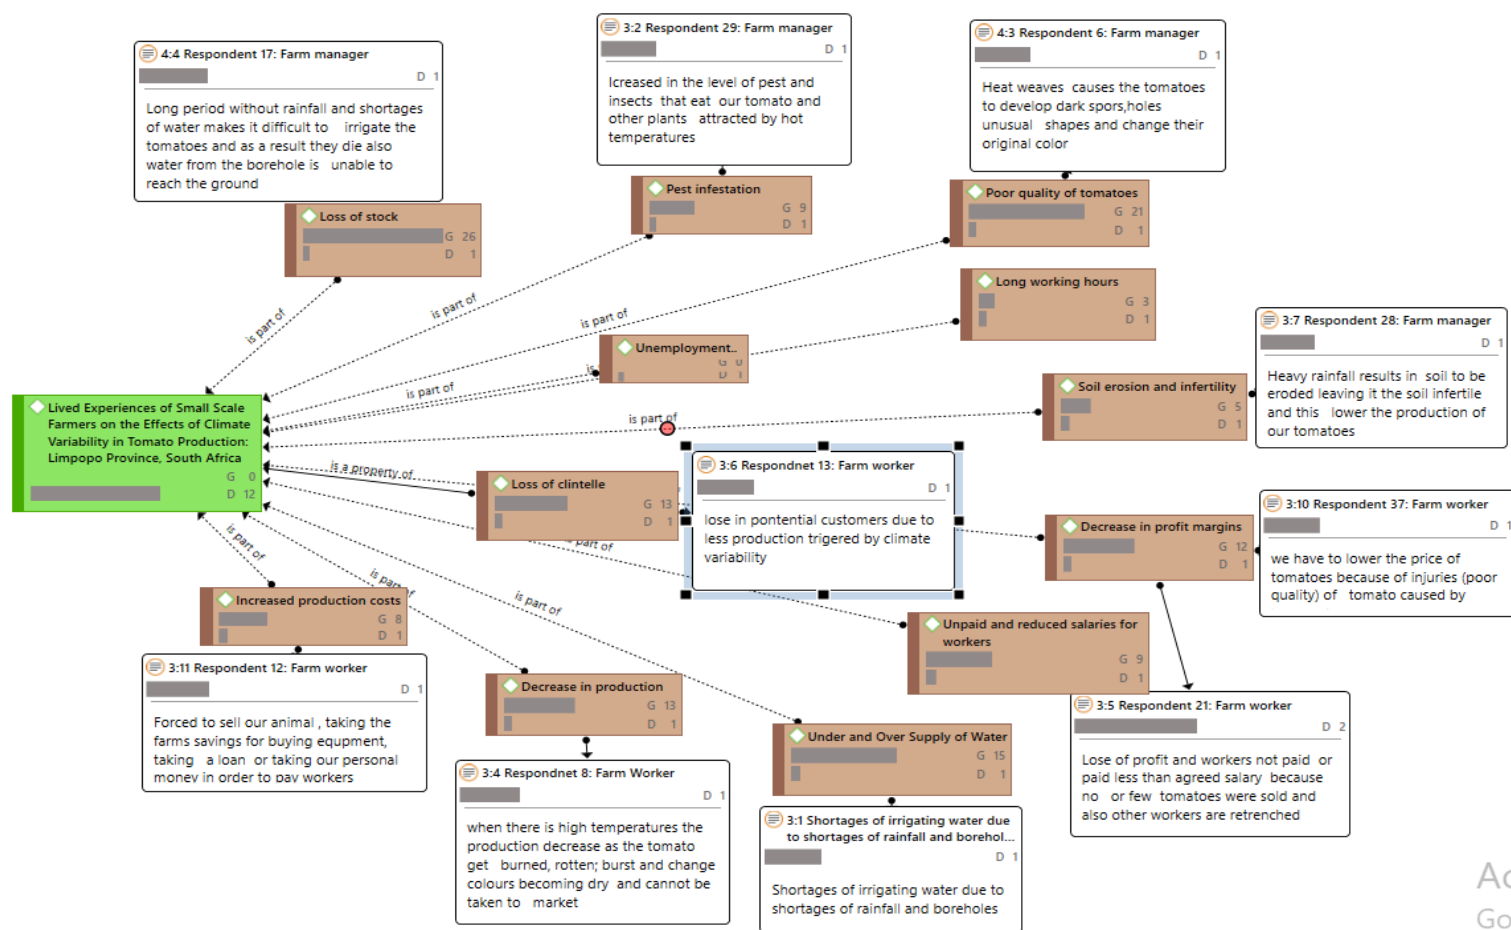 4:4 Respondent 17: Farm manager
D 1
Long period without rainfall and shortages
of water makes it difficult to irrigate the
tomatoes and as a result they die also
water from the borehole is unable to
reach the ground
3:2 Respondent 29: Farm manager
D 1
Icreased in the level of pest and
insects that eat our tomato and
other plants attracted by hot
temperatures
4:3 Respondent 6: Farm manager
D 1
Heat weaves causes the tomatoes
to develop dark spors,holes
unusual shapes and change their
original color
Loss of stock
G 26
D 1
Pest infestation
G 9
D 1
Poor quality of tomatoes
G 21
D 1
Long working hours
G 3
D 1
is part of
is part of
is part of
Unemployment..
G 0
D 1
is part of
is part of
is
3:7 Respondent 28: Farm manager
D 1
Heavy rainfall results in soil to be
eroded leaving it the soil infertile
and this lower the production of
our tomatoes
Soil erosion and infertility
G 5
D 1
Lived Experiences of Small Scale
Farmers on the Effects of Climate
Variability in Tomato Production:
Limpopo Province, South Africa
G 0
D 12
is a property of
Loss of clintelle
G 13
D 1
3:6 Respondnet 13: Farm worker
D 1
lose in pontential customers due to
less production trigered by climate
variability
Decrease in profit margins
G 12
D 1
3:10 Respondent 37: Farm worker
D 1
we have to lower the price of
tomatoes because of injuries (poor
quality) of tomato caused by
is part of
is part of
part of
is part of
Increased production costs
G 8
D 1
3:11 Respondent 12: Farm worker
D 1
Forced to sell our animal , taking the
farms savings for buying equpment,
taking a loan or taking our personal
money in order to pay workers
Decrease in production
G 13
D 1
3:4 Respondnet 8: Farm Worker
D 1
when there is high temperatures the
production decrease as the tomato
get burned, rotten; burst and change
colours becoming dry and cannot be
taken to market
Under and Over Supply of Water
G 15
D 1
3:1 Shortages of irrigating water due
to shortages of rainfall and borehol...
D 1
Shortages of irrigating water due to
shortages of rainfall and boreholes
Unpaid and reduced salaries for
workers
G 9
D 1
3:5 Respondent 21: Farm worker
D 2
Lose of profit and workers not paid or
paid less than agreed salary because
no or few tomatoes were sold and
also other workers are retrenched
Go